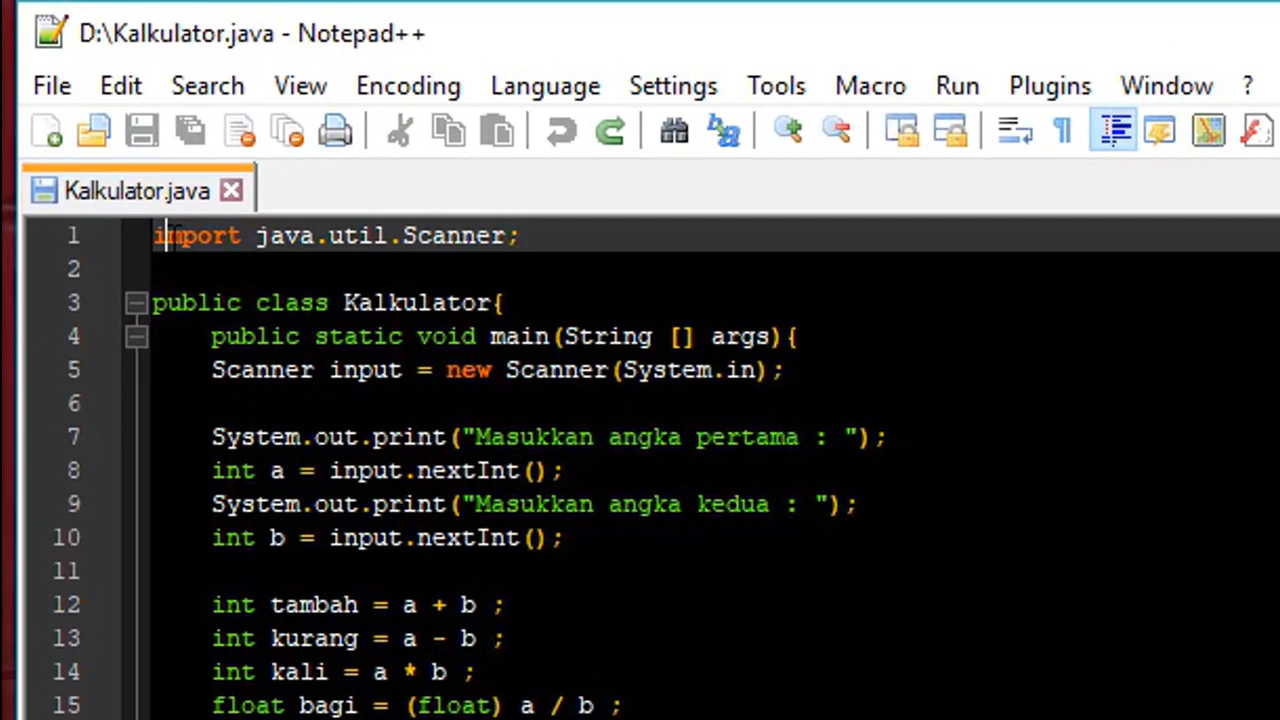 D:\Kalkulator.java - Notepad++
File Edit Search View Encoding Language Settings Tools Macro Run Plugins Window ?
Kalkulator.java
1 import java.util.Scanner;
2
3 public class Kalkulator{
4 public static void main(String [] args){
5 Scanner input = new Scanner(System.in);
6
7 System.out.print("Masukkan angka pertama : ");
8 int a = input.nextInt();
9 System.out.print("Masukkan angka kedua : ");
10 int b = input.nextInt();
11
12 int tambah = a + b ;
13 int kurang = a - b ;
14 int kali = a * b ;
15 float bagi = (float) a / b ;